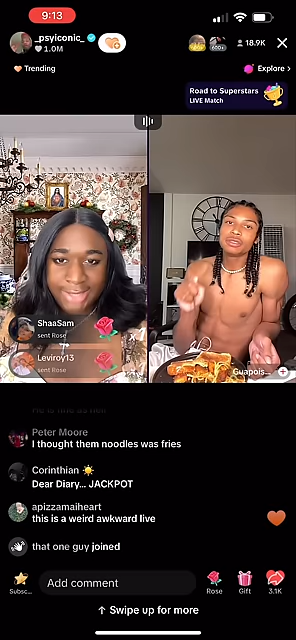 9:13
_psyiconic_
1.0M
600+
18.9K
Trending
Explore >
Road to Superstars
LIVE Match
ShaaSam
sent Rose
Leviroy13
sent Rose
Guapois...
Peter Moore
I thought them noodles was fries
Corinthian ☀️
Dear Diary... JACKPOT
apizzamaiheart
this is a weird awkward live
that one guy joined
Subsc...
Add comment
Rose
Gift
3.1K
Swipe up for more